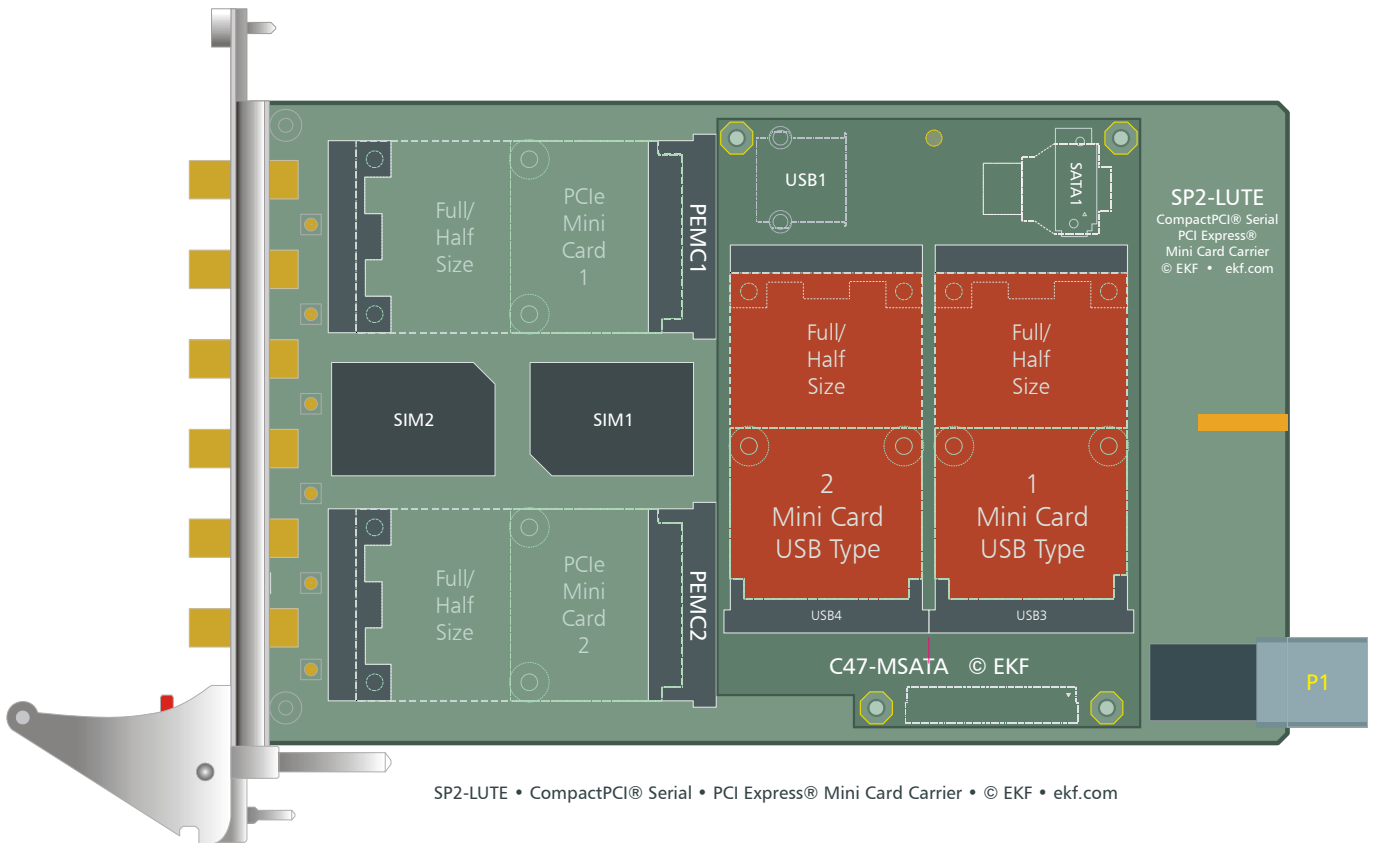 Full/
Half
Size
PCIe
Mini
Card
1
PEMC1
USB1
SATA1
SP2-LUTE
CompactPCI® Serial
PCI Express®
Mini Card Carrier
© EKF • ekf.com
SIM2
SIM1
Full/
Half
Size
2
Mini Card
USB Type
USB4
Full/
Half
Size
1
Mini Card
USB Type
USB3
Full/
Half
Size
PCIe
Mini
Card
2
PEMC2
C47-MSATA © EKF
P1
SP2-LUTE • CompactPCI® Serial • PCI Express® Mini Card Carrier • © EKF • ekf.com